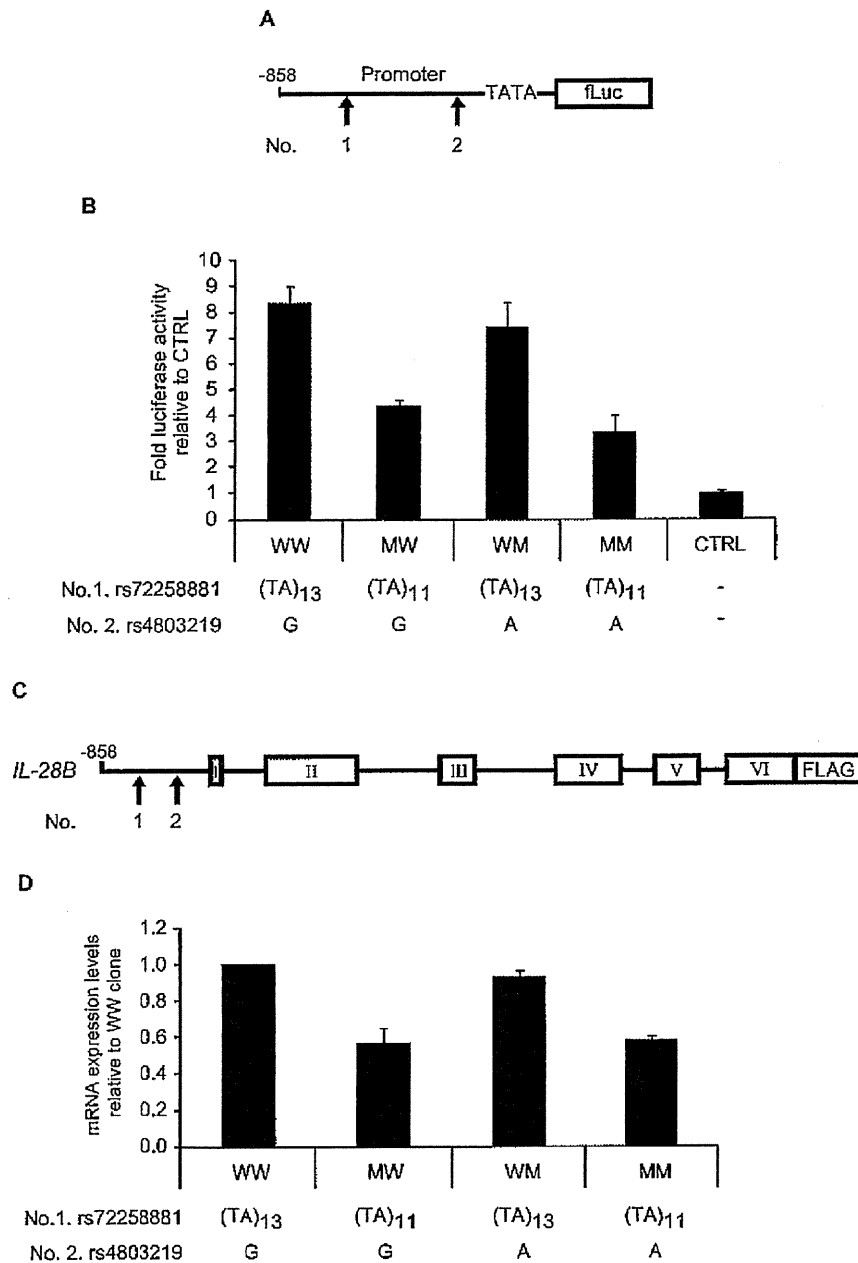 A
-858 Promoter TATA fLuc
No. 1 2
B
Fold luciferase activity
relative to CTRL
10
9
8
7
6
5
4
3
2
1
0
WW MW WM MM CTRL
No.1. rs72258881 (TA)13 (TA)11 (TA)13 (TA)11 -
No. 2. rs4803219 G G A A -
C
-858
IL-28B I II III IV V VI FLAG
No. 1 2
D
mRNA expression levels
relative to WW clone
1.2
1.0
0.8
0.6
0.4
0.2
0.0
WW MW WM MM
No.1. rs72258881 (TA)13 (TA)11 (TA)13 (TA)11
No. 2. rs4803219 G G A A